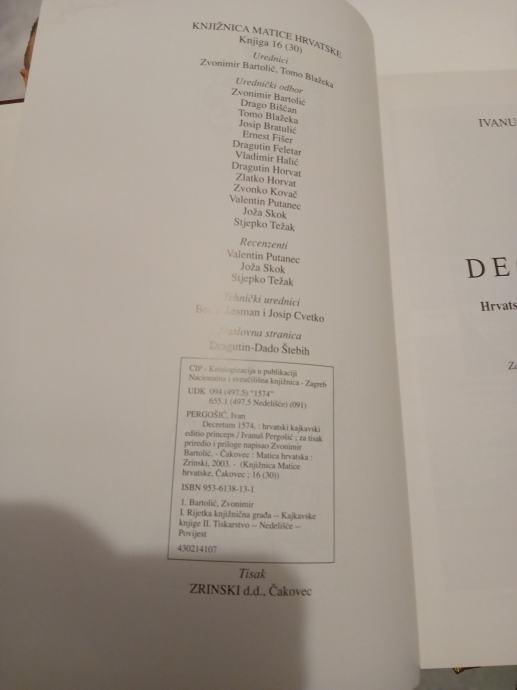 KNJIŽNICA MATICE HRVATSKE
Knjiga 16 (30)
Urednici
Zvonimir Bartolić, Tomo Blažeka
Urednički odbor
Zvonimir Bartolić
Drago Bišćan
Tomo Blažeka
Josip Bratulić
Ernest Fišer
Dragutin Feletar
Vladimir Halić
Dragutin Horvat
Zlatko Horvat
Zvonko Kovač
Valentin Putanec
Joža Skok
Stjepko Težak
Recenzenti
Valentin Putanec
Joža Skok
Stjepko Težak
Tehnički urednici
i Josip Cvetko
Naslovna stranica
Dragutin-Dado Štebih
CIP - Katalogizacija u publikaciji
Nacionalna i sveučilišna knjižnica - Zagreb
UDK 094 (497.5) "1574"
655.1 (497.5 Nedelišće) (091)
PERGOŠIĆ, Ivan
Decretam 1574. : hrvatski kajkavski
editio princeps / Ivanuš Pergošić ; za tisak
priredio i priloge napisao Zvonimir
Bartolić. - Čakovec : Matica hrvatska :
Zrinski, 2003. - (Knjižnica Matice
hrvatske, Čakovec ; 16 (30))
ISBN 953-6138-13-1
1. Bartolić, Zvonimir
I. Rijetka knjižnična građa -- Kajkavske
knjige II. Tiskarstvo -- Nedelišće --
Povijest
430214107
Tisak
ZRINSKI d.d., Čakovec
IVANU
DE
Hrvats